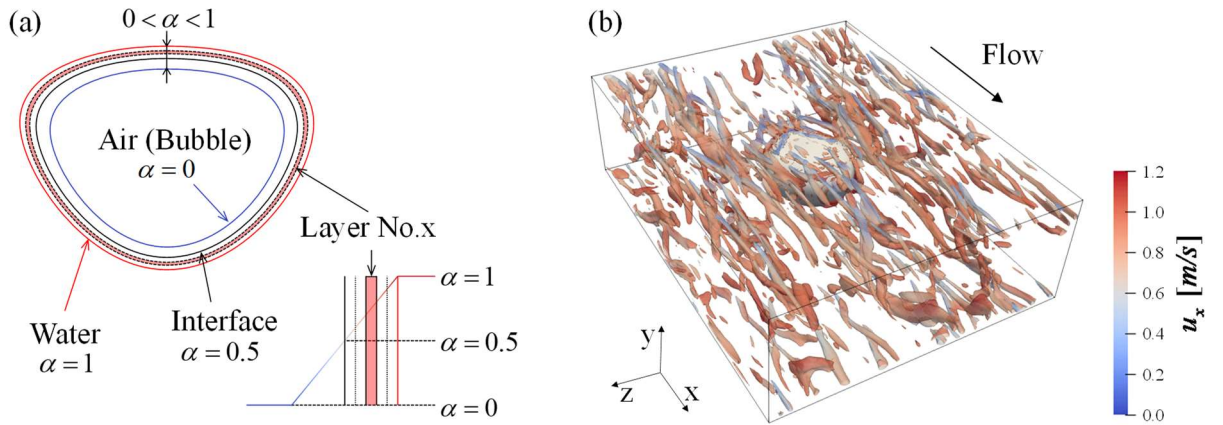 (a)
0 < α < 1
Air (Bubble)
α = 0
Layer No.x
Water
α = 1
Interface
α = 0.5
α = 1
α = 0.5
α = 0
(b)
Flow
y
z
x
1.2
1.0
0.8
0.6
0.4
0.2
0.0
u_x [m/s]